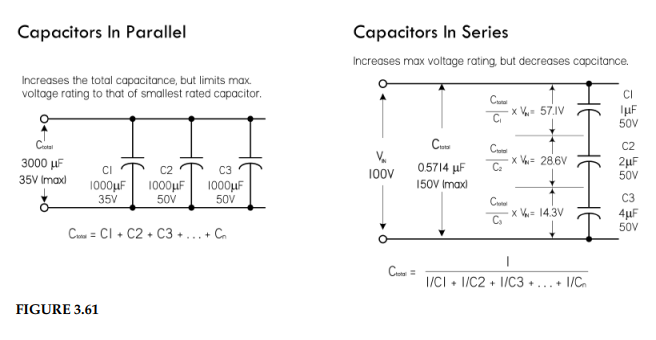 Capacitors In Parallel
Increases the total capacitance, but limits max.
voltage rating to that of smallest rated capacitor.
Ctotal
3000 µF
35V (max)
C1
1000µF
35V
C2
1000µF
50V
C3
1000µF
50V
Ctotal = C1 + C2 + C3 + . . . + Cn
Capacitors In Series
Increases max voltage rating, but decreases capcitance.
VIN
100V
Ctotal
0.5714 µF
150V (max)
Ctotal
C1
x VIN = 57.1V
Ctotal
C2
x VIN = 28.6V
Ctotal
C3
x VIN = 14.3V
C1
1µF
50V
C2
2µF
50V
C3
4µF
50V
Ctotal =
1
1/C1 + 1/C2 + 1/C3 + . . . + 1/Cn
FIGURE 3.61